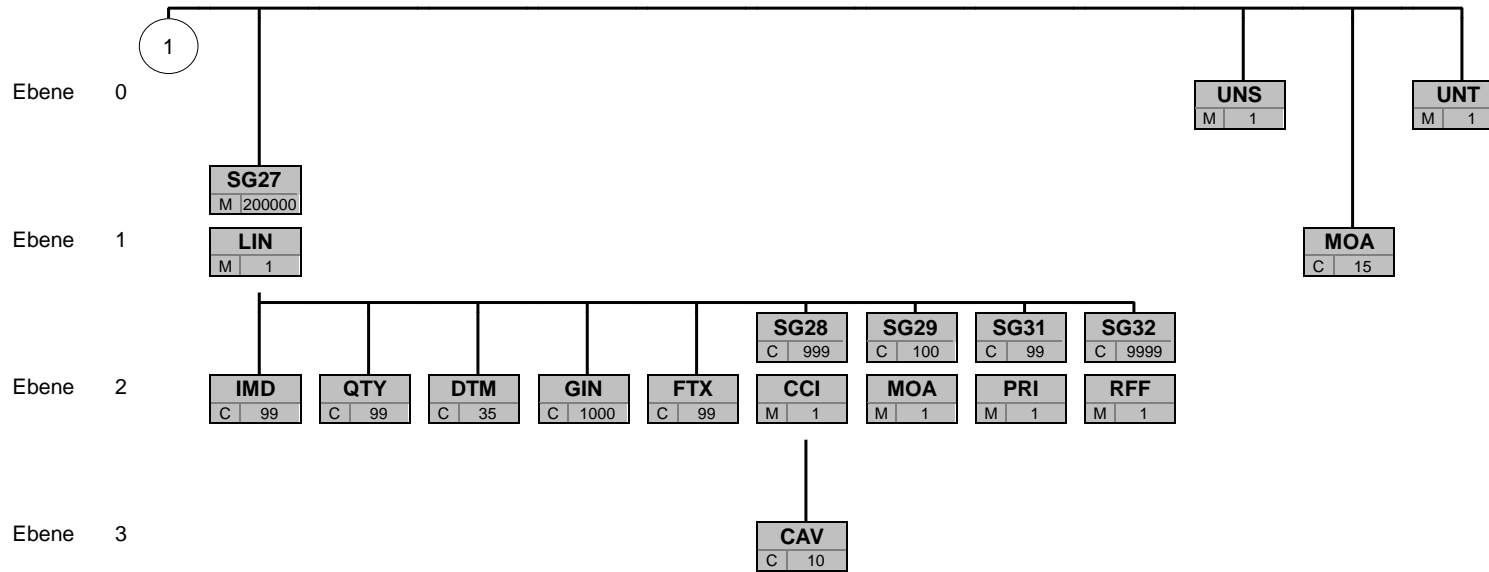 1
Ebene 0
UNS
M 1
UNT
M 1
SG27
M 200000
Ebene 1
LIN
M 1
MOA
C 15
SG28
C 999
SG29
C 100
SG31
C 99
SG32
C 9999
Ebene 2
IMD
C 99
QTY
C 99
DTM
C 35
GIN
C 1000
FTX
C 99
CCI
M 1
MOA
M 1
PRI
M 1
RFF
M 1
Ebene 3
CAV
C 10